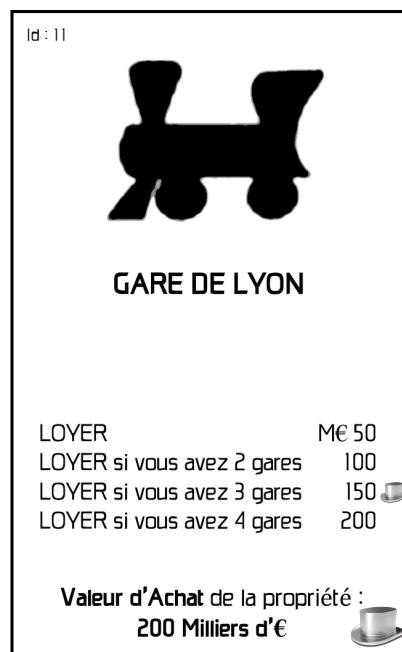 Id : 11
GARE DE LYON
LOYER M€ 50
LOYER si vous avez 2 gares 100
LOYER si vous avez 3 gares 150
LOYER si vous avez 4 gares 200
Valeur d'Achat de la propriété :
200 Milliers d'€